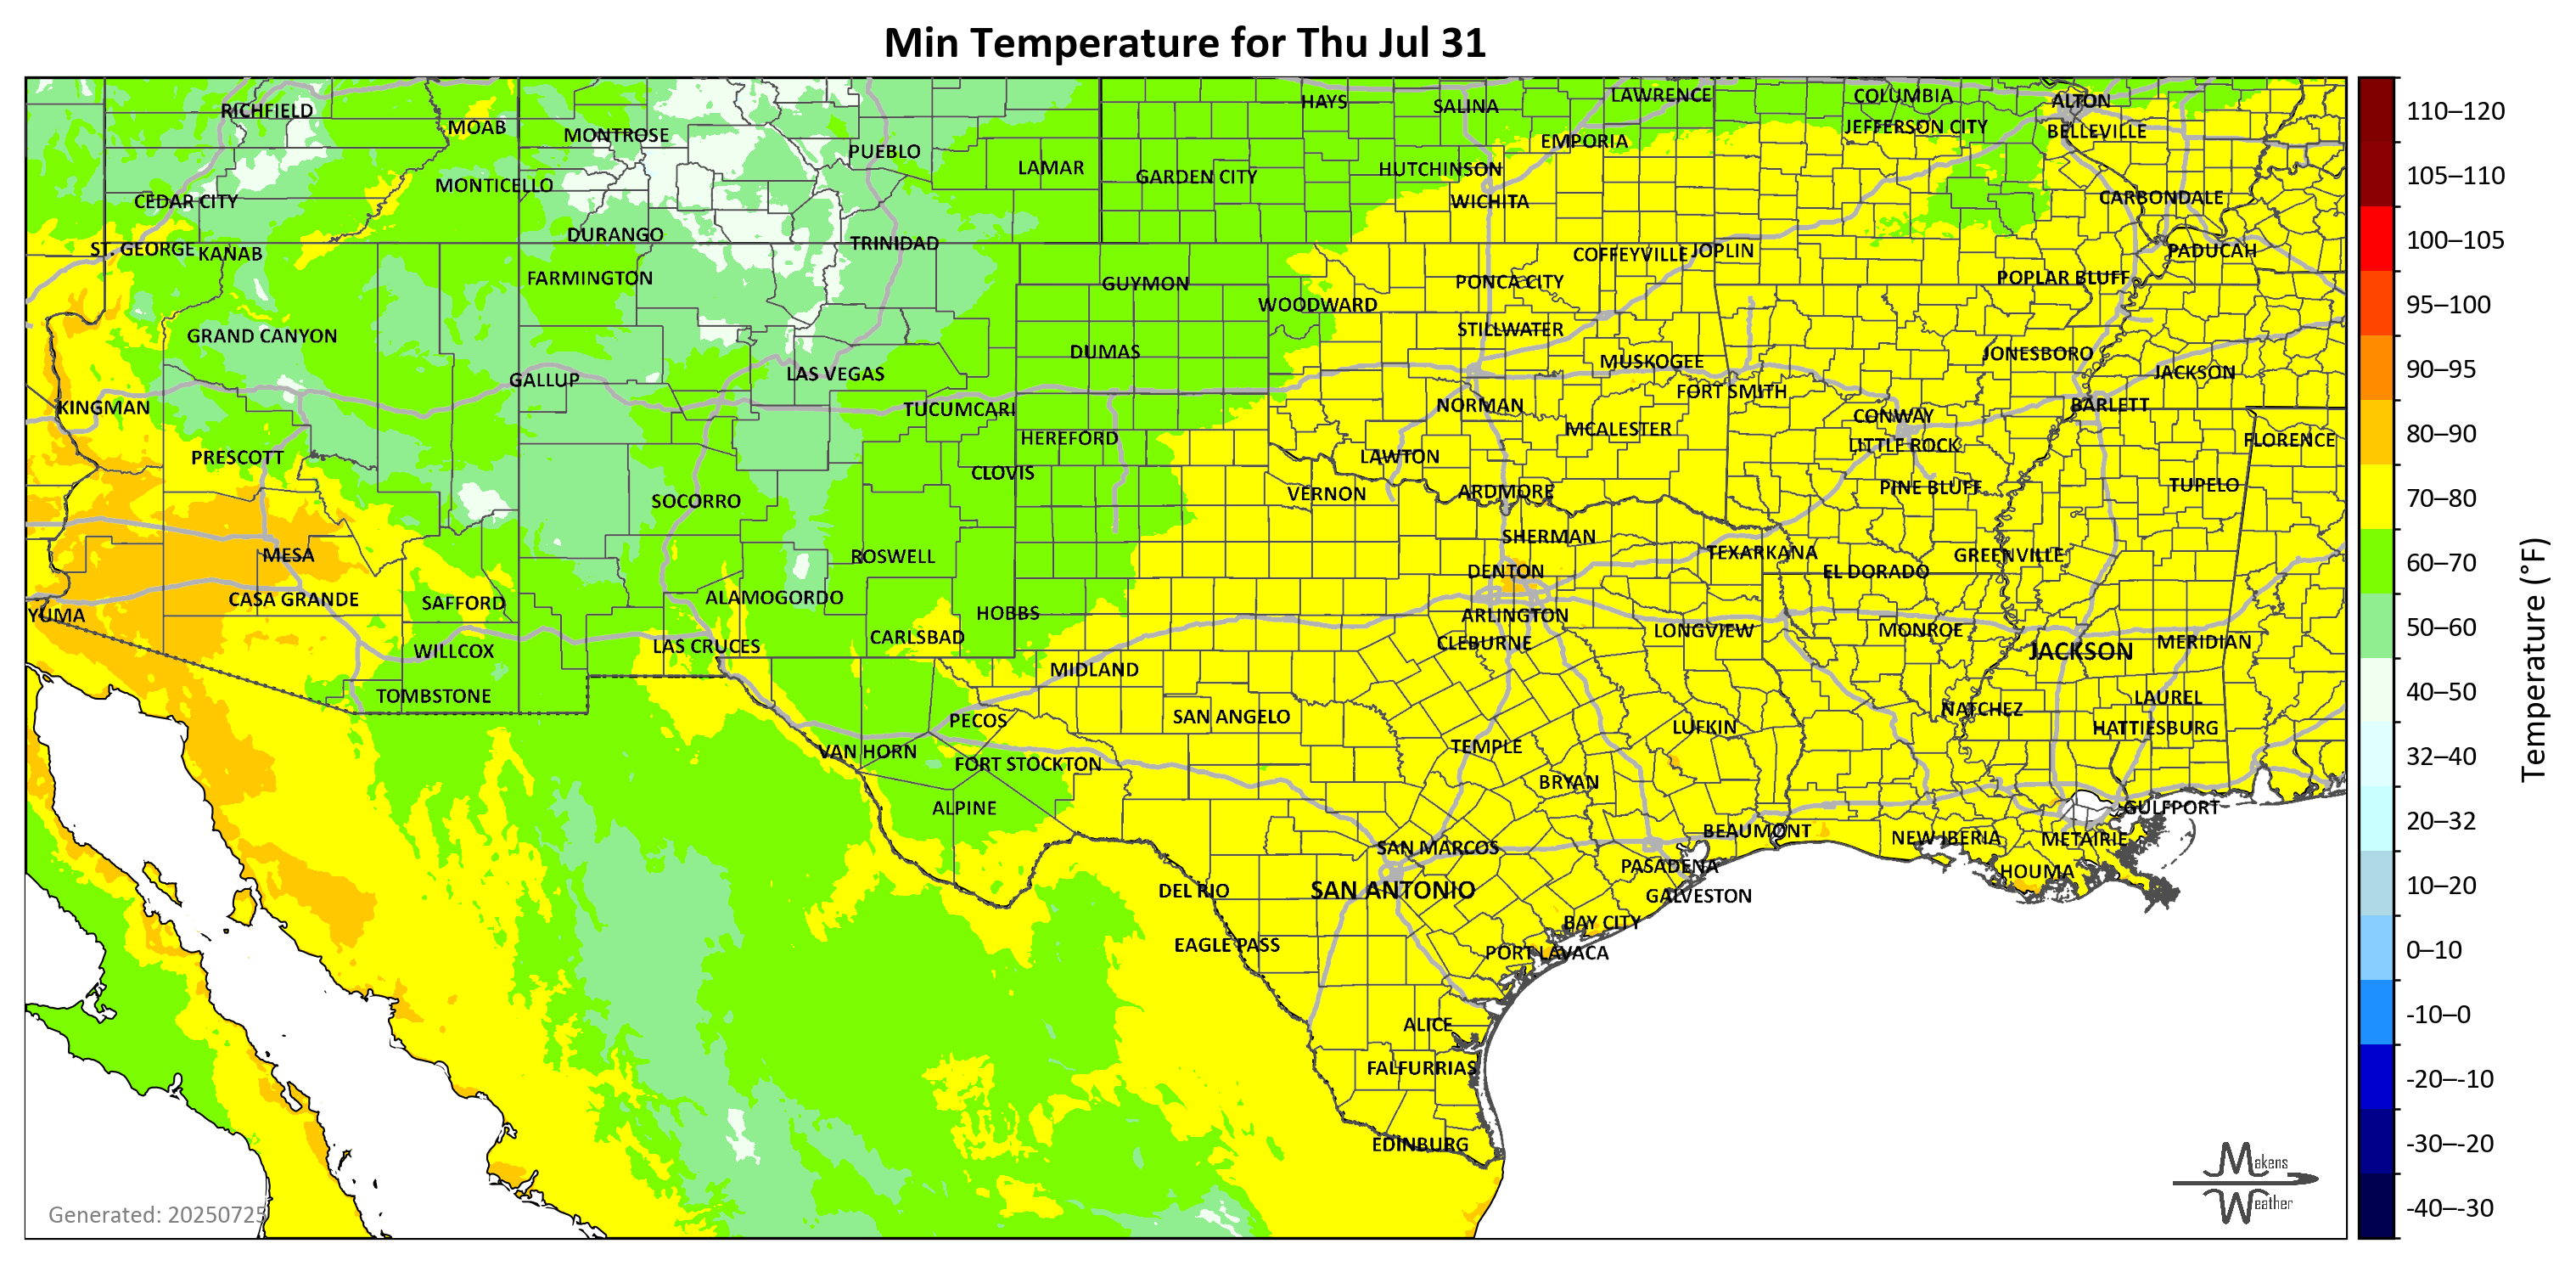 Min Temperature for Thu Jul 31
RICHFIELD
MOAB
MONTROSE
PUEBLO
LAMAR
HAYS
SALINA
LAWRENCE
COLUMBIA
ALTON
JEFFERSON CITY
BELLEVILLE
EMPORIA
HUTCHINSON
GARDEN CITY
MONTICELLO
CEDAR CITY
WICHITA
CARBONDALE
DURANGO
TRINIDAD
ST. GEORGE
KANAB
COFFEYVILLE
JOPLIN
PADUCAH
FARMINGTON
GUYMON
PONCA CITY
POPLAR BLUFF
WOODWARD
GRAND CANYON
STILLWATER
DUMAS
MUSKOGEE
JONESBORO
GALLUP
LAS VEGAS
JACKSON
FORT SMITH
KINGMAN
TUCUMCARI
NORMAN
BARLETT
CONWAY
HEREFORD
MCALESTER
LITTLE ROCK
FLORENCE
PRESCOTT
LAWTON
CLOVIS
SOCORRO
VERNON
ARDMORE
PINE BLUFF
TUPELO
SHERMAN
MESA
ROSWELL
TEXARKANA
GREENVILLE
DENTON
EL DORADO
CASA GRANDE
SAFFORD
ALAMOGORDO
HOBBS
YUMA
ARLINGTON
CARLSBAD
CLEBURNE
LONGVIEW
MONROE
MERIDIAN
WILLCOX
LAS CRUCES
JACKSON
MIDLAND
TOMBSTONE
LAUREL
PECOS
SAN ANGELO
NATCHEZ
LUFKIN
HATTIESBURG
VAN HORN
TEMPLE
FORT STOCKTON
BRYAN
ALPINE
GULFPORT
BEAUMONT
NEW IBERIA
METAIRIE
SAN MARCOS
PASADENA
HOUMA
DEL RIO
SAN ANTONIO
GALVESTON
BAY CITY
EAGLE PASS
PORT LAVACA
ALICE
FALFURRIAS
EDINBURG
Generated: 20250725
Makens
Weather
110–120
105–110
100–105
95–100
90–95
80–90
70–80
60–70
50–60
40–50
32–40
20–32
10–20
0–10
-10–0
-20–-10
-30–-20
-40–-30
Temperature (°F)